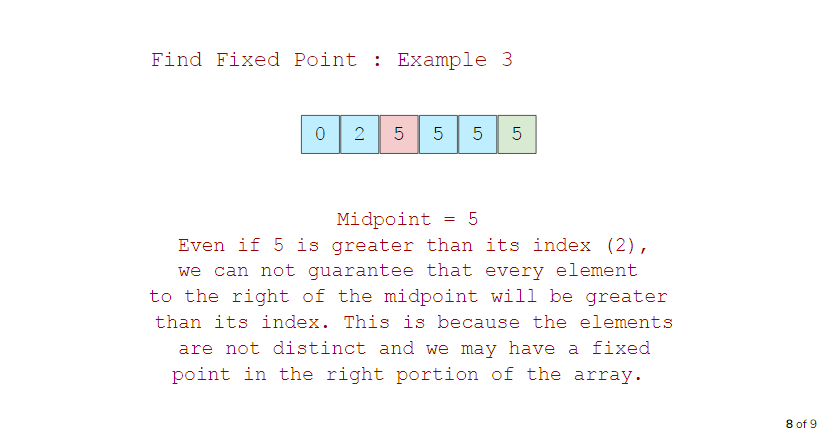 Find Fixed Point : Example 3
0 2 5 5 5 5
Midpoint = 5
Even if 5 is greater than its index (2),
we can not guarantee that every element
to the right of the midpoint will be greater
than its index. This is because the elements
are not distinct and we may have a fixed
point in the right portion of the array.
8 of 9